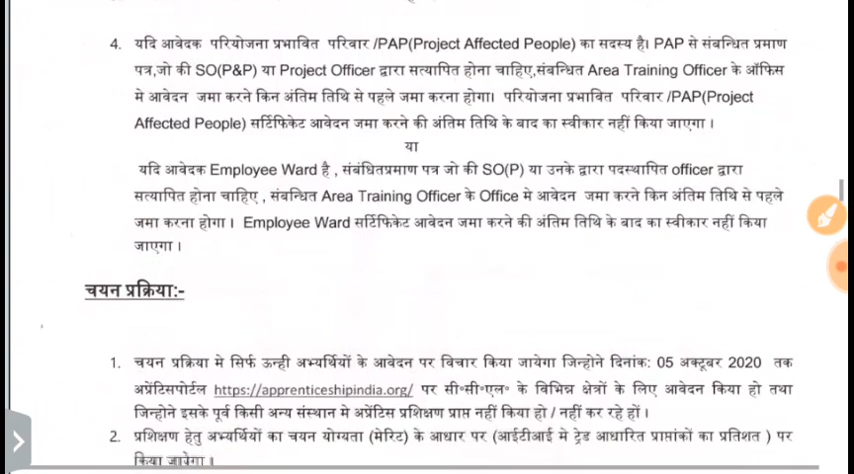 4. यदि आवेदक परियोजना प्रभावित परिवार /PAP(Project Affected People) का सदस्य है। PAP से संबन्धित प्रमाण
पत्र,जो की SO(P&P) या Project Officer द्वारा सत्यापित होना चाहिए,संबन्धित Area Training Officer के ऑफिस
मे आवेदन जमा करने किन अंतिम तिथि से पहले जमा करना होगा। परियोजना प्रभावित परिवार /PAP(Project
Affected People) सर्टिफिकेट आवेदन जमा करने की अंतिम तिथि के बाद का स्वीकार नहीं किया जाएगा ।
या
यदि आवेदक Employee Ward है , संबंधितप्रमाण पत्र जो की SO(P) या उनके द्वारा पदस्थापित officer द्वारा
सत्यापित होना चाहिए , संबन्धित Area Training Officer के Office मे आवेदन जमा करने किन अंतिम तिथि से पहले
जमा करना होगा । Employee Ward सर्टिफिकेट आवेदन जमा करने की अंतिम तिथि के बाद का स्वीकार नहीं किया
जाएगा ।
चयन प्रक्रिया:-
1. चयन प्रक्रिया मे सिर्फ ऊन्ही अभ्यर्थियों के आवेदन पर विचार किया जायेगा जिन्होने दिनांक: 05 अक्टूबर 2020 तक
अप्रेंटिसपोर्टल https://apprenticeshipindia.org/ पर सी॰सी॰एल॰ के विभिन्न क्षेत्रों के लिए आवेदन किया हो तथा
जिन्होने इसके पूर्व किसी अन्य संस्थान मे अप्रेंटिस प्रशिक्षण प्राप्त नहीं किया हो / नहीं कर रहे हों ।
2. प्रशिक्षण हेतु अभ्यर्थियों का चयन योग्यता (मेरिट) के आधार पर (आईटीआई मे ट्रेड आधारित प्राप्तांकों का प्रतिशत ) पर
किया जायेगा ।